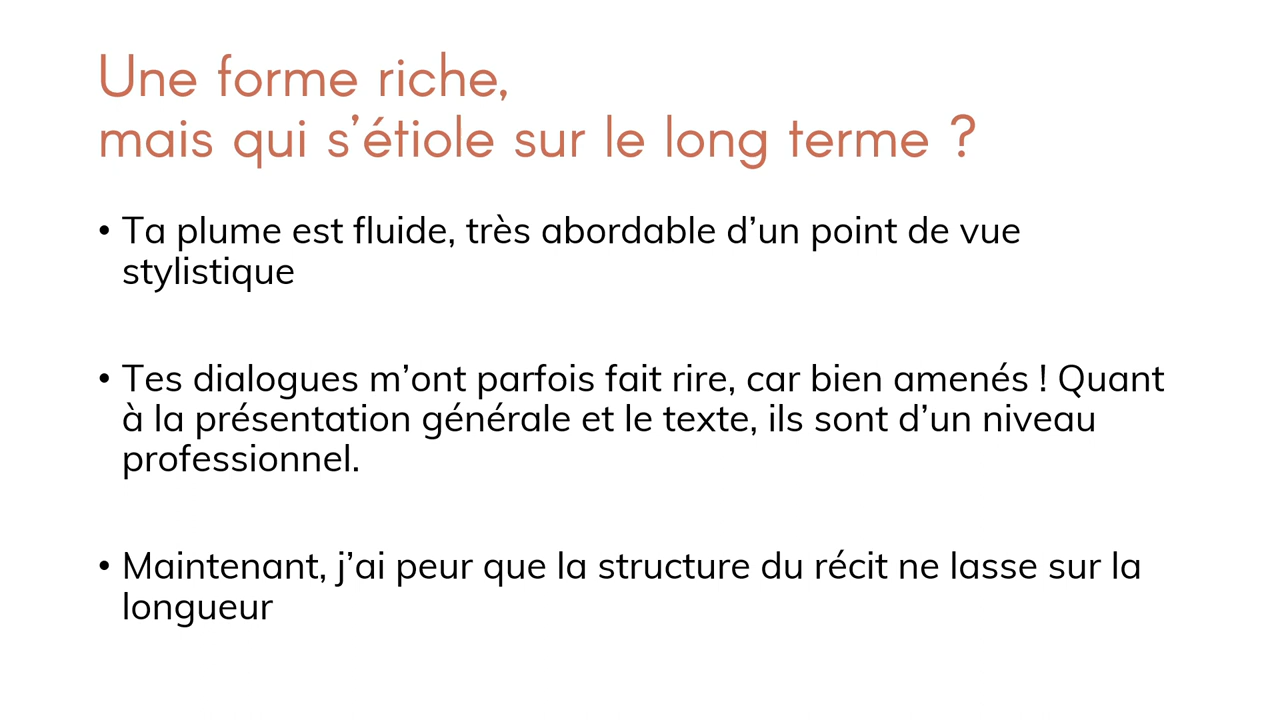 Une forme riche,
mais qui s’étiole sur le long terme ?
• Ta plume est fluide, très abordable d’un point de vue
stylistique
• Tes dialogues m’ont parfois fait rire, car bien amenés ! Quant
à la présentation générale et le texte, ils sont d’un niveau
professionnel.
• Maintenant, j’ai peur que la structure du récit ne lasse sur la
longueur